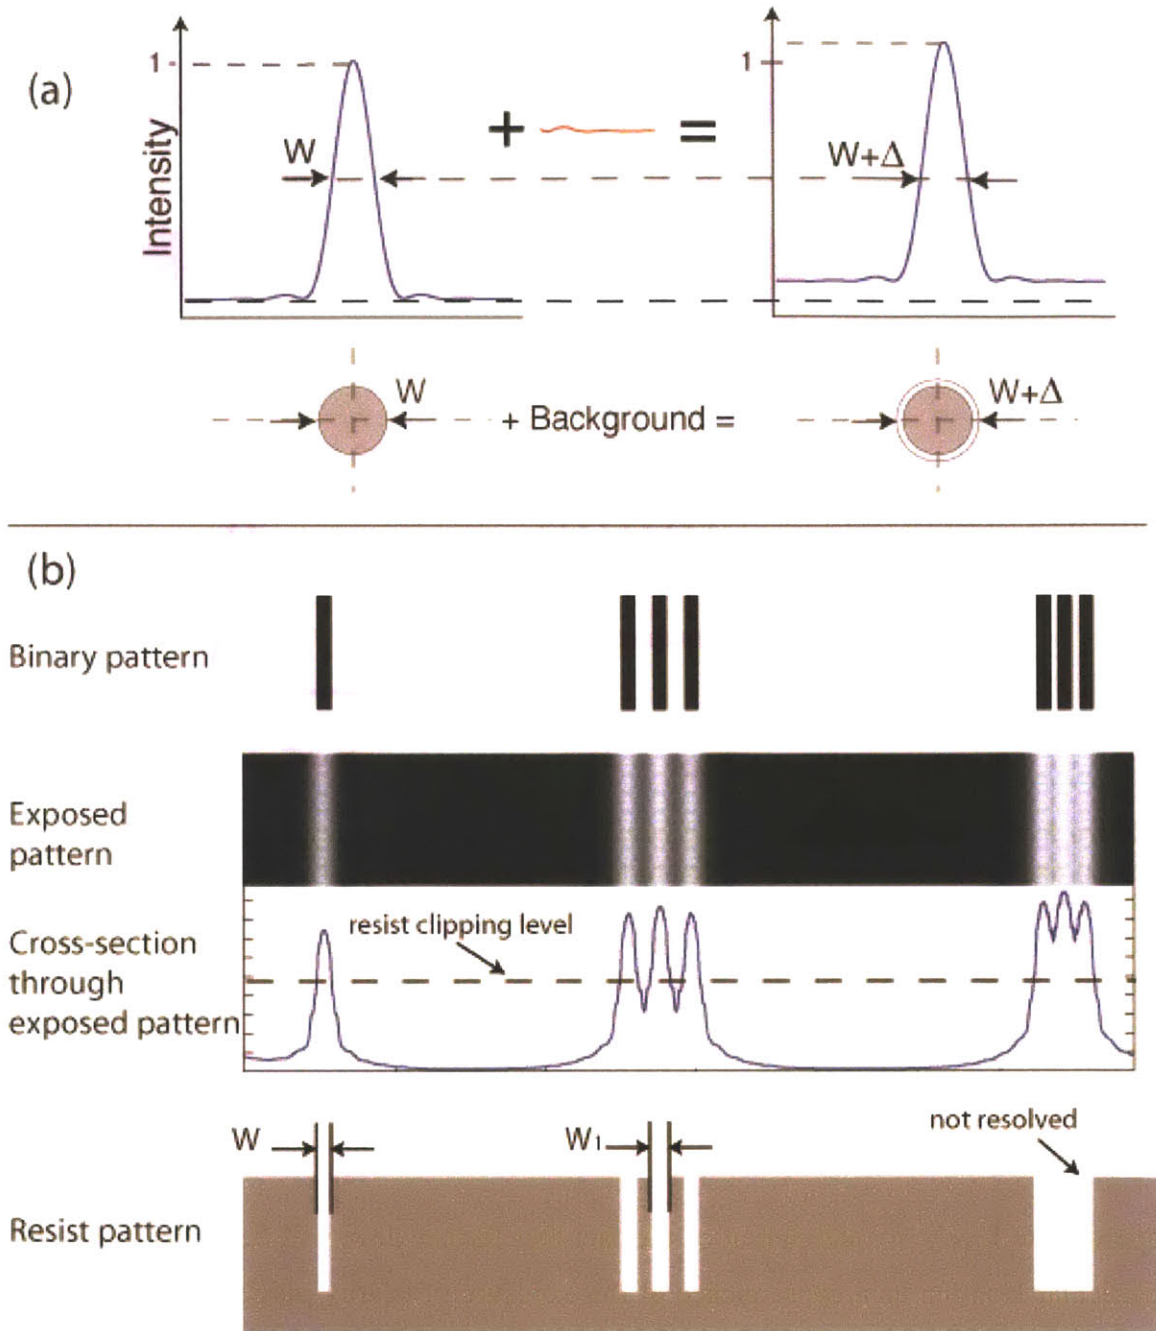 (a)
Intensity
1
W
+
=
1
W+Δ
W
+ Background =
W+Δ
(b)
Binary pattern
Exposed
pattern
Cross-section
through
exposed pattern
resist clipping level
W
W1
not resolved
Resist pattern